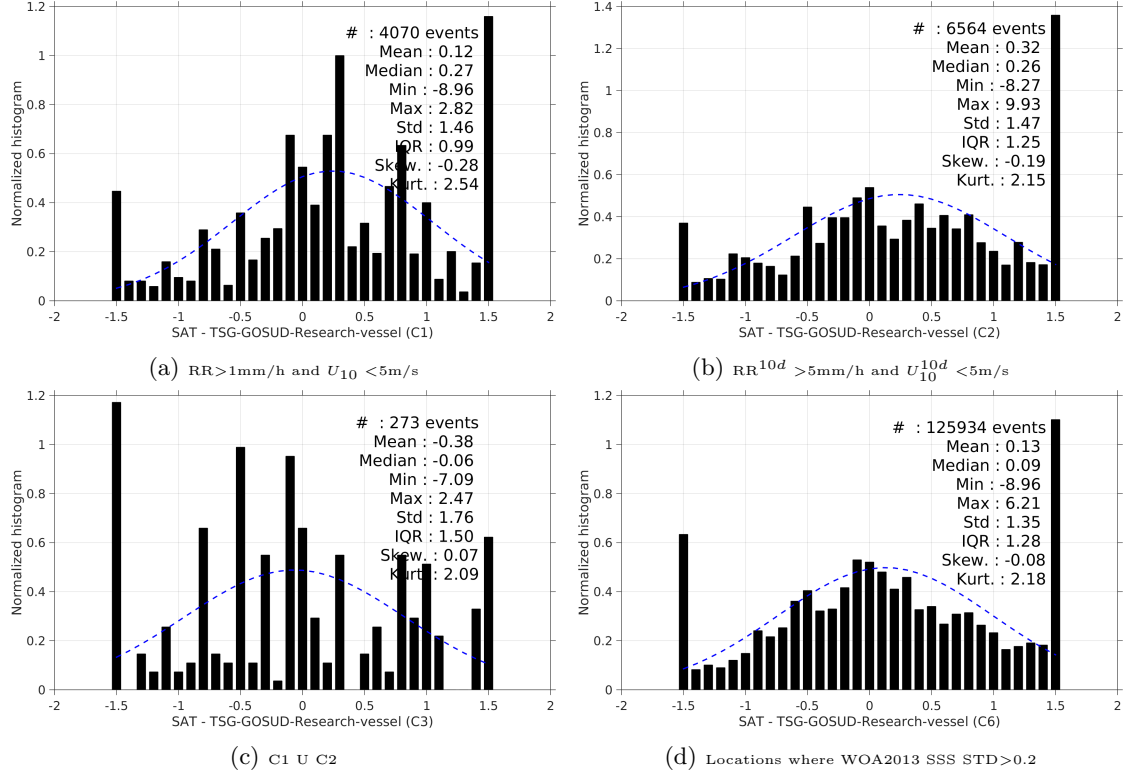 1.2
1
0.8
0.6
0.4
0.2
0
Normalized histogram
# : 4070 events
Mean : 0.12
Median : 0.27
Min : -8.96
Max : 2.82
Std : 1.46
IQR : 0.99
Skew. : -0.28
Kurt. : 2.54
-2 -1.5 -1 -0.5 0 0.5 1 1.5 2
SAT - TSG-GOSUD-Research-vessel (C1)
(a) RR>1mm/h and U10 <5m/s
1.4
1.2
1
0.8
0.6
0.4
0.2
0
Normalized histogram
# : 6564 events
Mean : 0.32
Median : 0.26
Min : -8.27
Max : 9.93
Std : 1.47
IQR : 1.25
Skew. : -0.19
Kurt. : 2.15
-2 -1.5 -1 -0.5 0 0.5 1 1.5 2
SAT - TSG-GOSUD-Research-vessel (C2)
(b) RR10d >5mm/h and U10d10 <5m/s
1.2
1
0.8
0.6
0.4
0.2
0
Normalized histogram
# : 273 events
Mean : -0.38
Median : -0.06
Min : -7.09
Max : 2.47
Std : 1.76
IQR : 1.50
Skew. : 0.07
Kurt. : 2.09
-2 -1.5 -1 -0.5 0 0.5 1 1.5 2
SAT - TSG-GOSUD-Research-vessel (C3)
(c) C1 U C2
1.2
1
0.8
0.6
0.4
0.2
0
Normalized histogram
# : 125934 events
Mean : 0.13
Median : 0.09
Min : -8.96
Max : 6.21
Std : 1.35
IQR : 1.28
Skew. : -0.08
Kurt. : 2.18
-2 -1.5 -1 -0.5 0 0.5 1 1.5 2
SAT - TSG-GOSUD-Research-vessel (C6)
(d) Locations where WOA2013 SSS STD>0.2